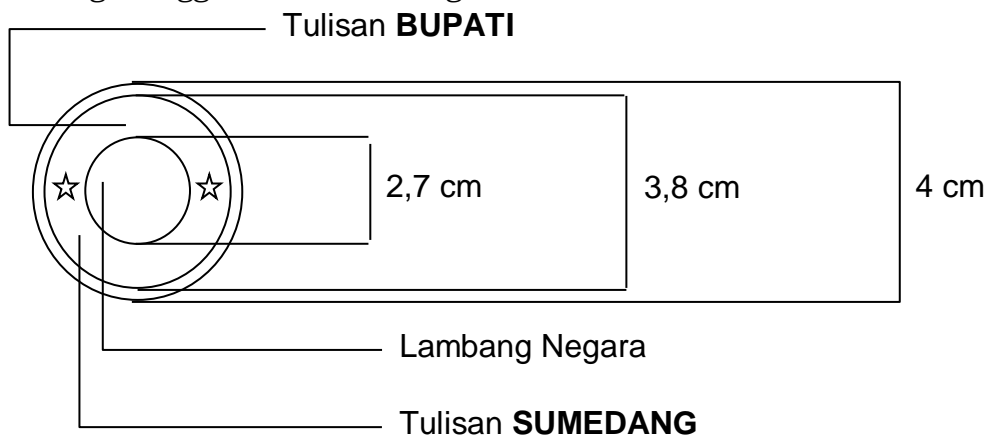 Tulisan BUPATI
2,7 cm
3,8 cm
4 cm
Lambang Negara
Tulisan SUMEDANG